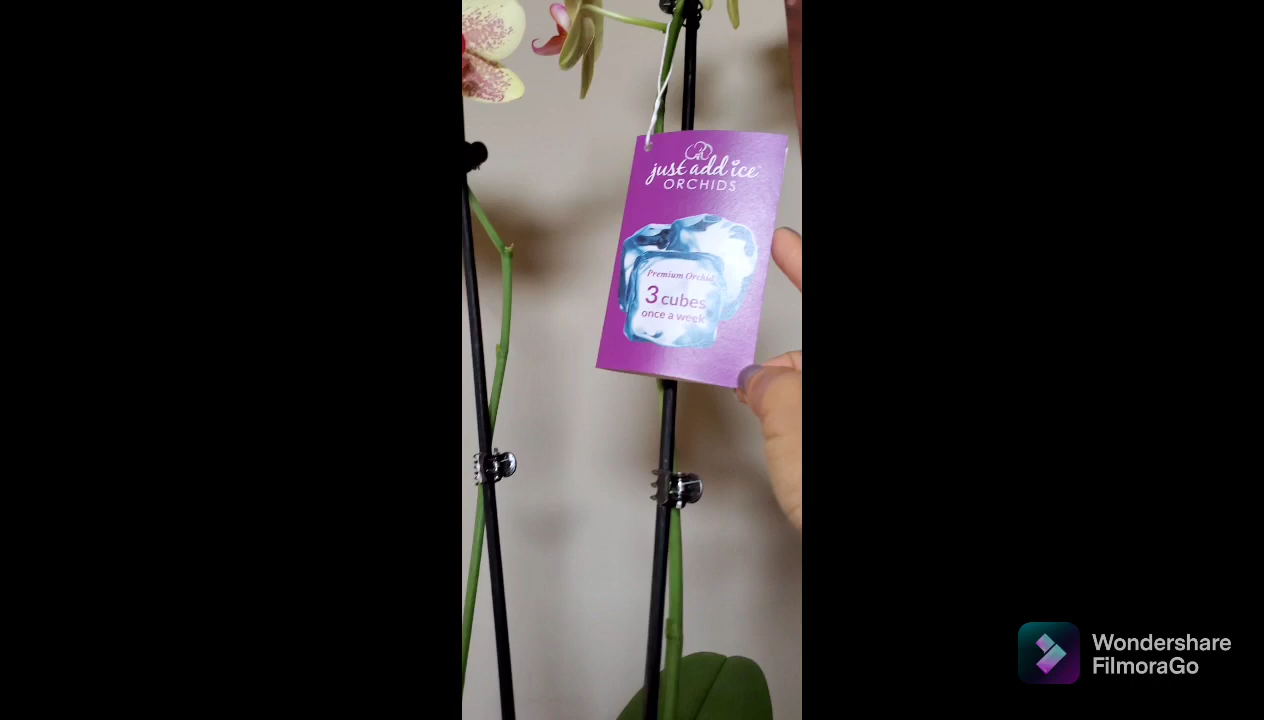 just add ice
ORCHIDS
Premium Orchid
3 cubes
once a week
Wondershare
FilmoraGo